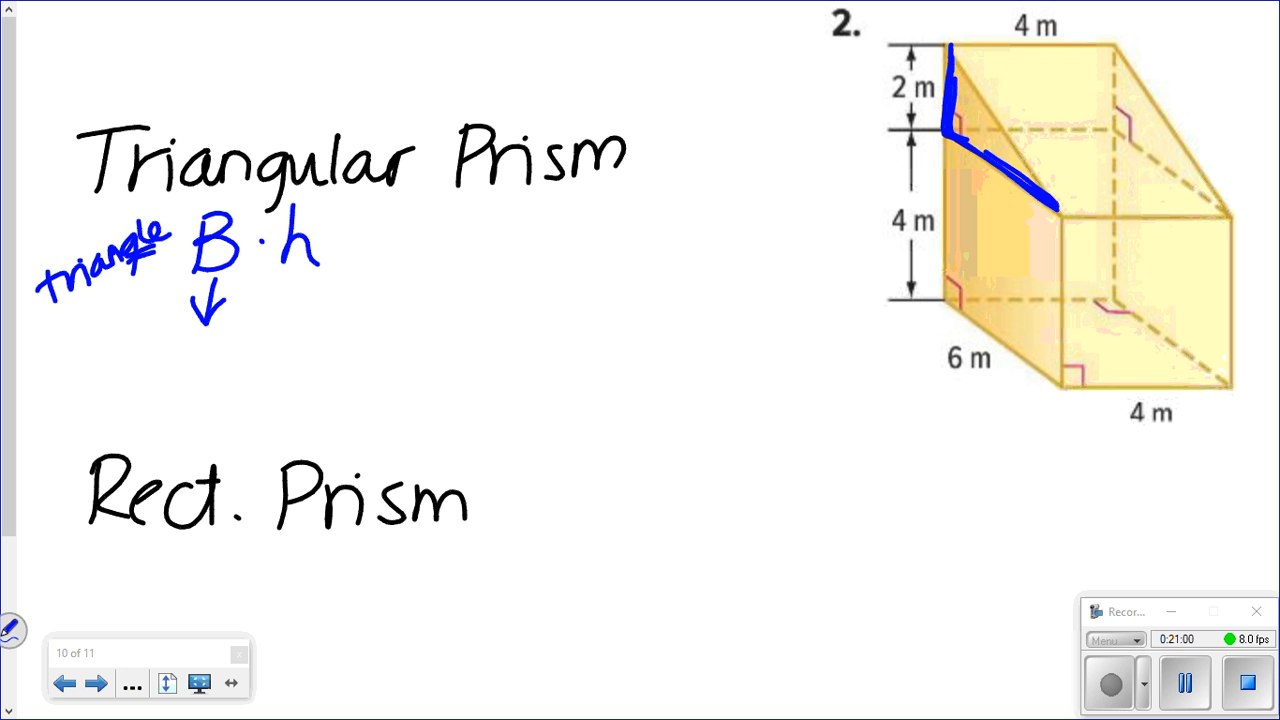 2.
4 m
2 m
Triangular Prism
triangle B · h
4 m
6 m
4 m
Rect. Prism
10 of 11
...
Recor...
Menu
0:21:00
8.0 fps